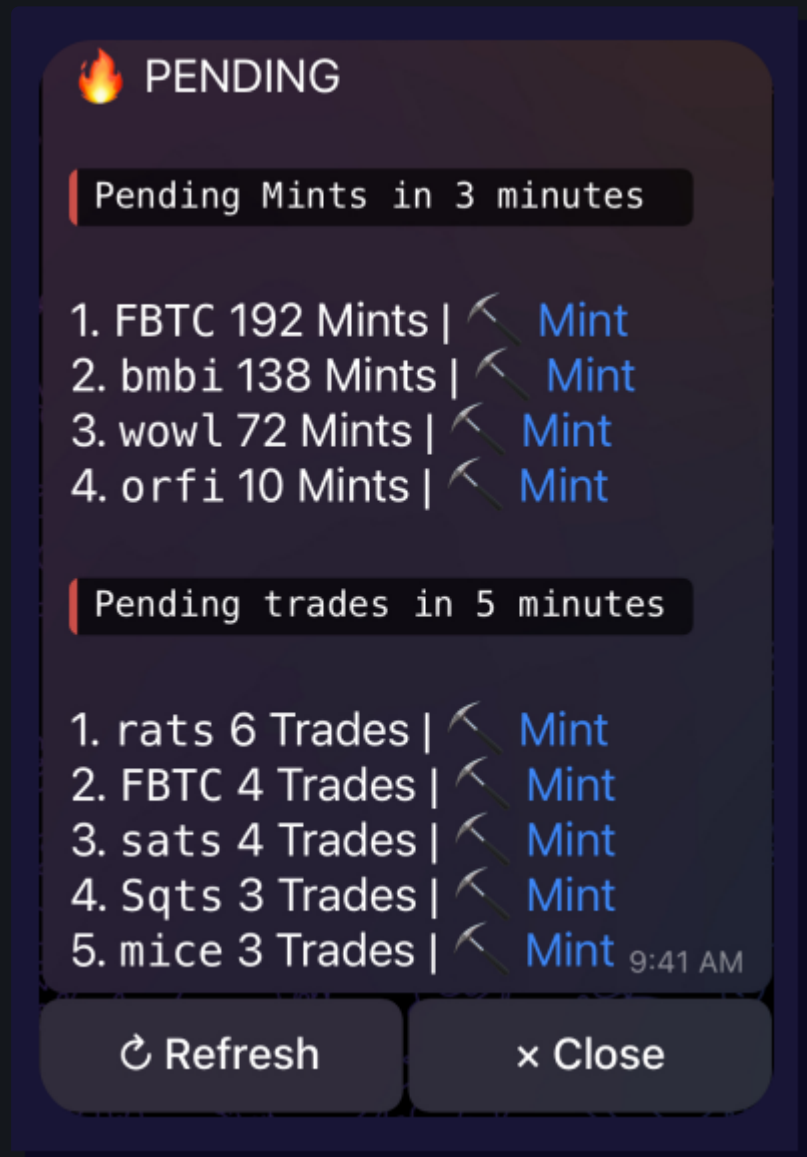 🔥 PENDING
Pending Mints in 3 minutes
1. FBTC 192 Mints | ⛏ Mint
2. bmbi 138 Mints | ⛏ Mint
3. wowl 72 Mints | ⛏ Mint
4. orfi 10 Mints | ⛏ Mint
Pending trades in 5 minutes
1. rats 6 Trades | ⛏ Mint
2. FBTC 4 Trades | ⛏ Mint
3. sats 4 Trades | ⛏ Mint
4. Sqts 3 Trades | ⛏ Mint
5. mice 3 Trades | ⛏ Mint 9:41 AM
↻ Refresh × Close